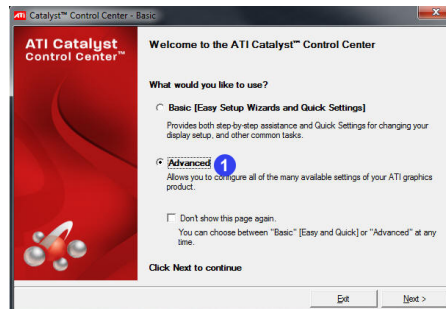 Catalyst™ Control Center - Basic
ATI Catalyst
Control Center™
Welcome to the ATI Catalyst™ Control Center
What would you like to use?
Basic [Easy Setup Wizards and Quick Settings]
Provides both step-by-step assistance and Quick Settings for changing your
display setup, and other common tasks.
Advanced 1
Allows you to configure all of the many available settings of your ATI graphics
product.
Don't show this page again.
You can choose between "Basic" [Easy and Quick] or "Advanced" at any
time.
Click Next to continue
Exit
Next >